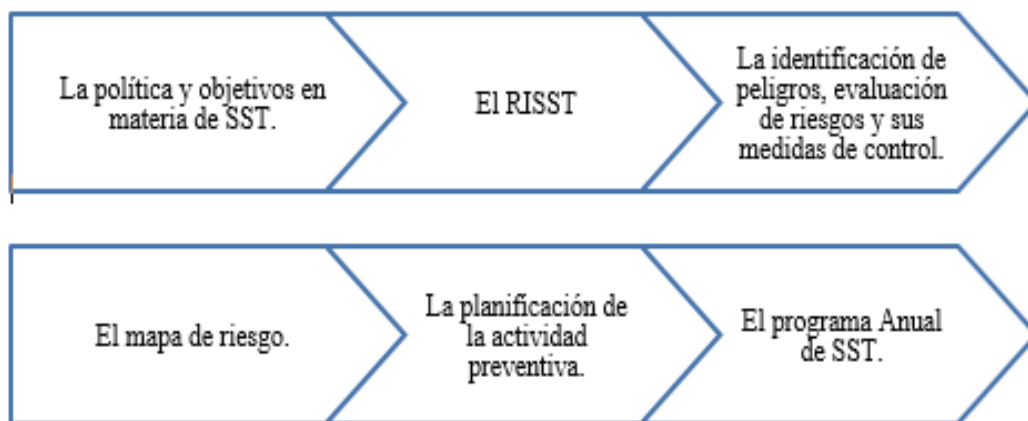 La política y objetivos en
materia de SST.
El RISST
La identificación de
peligros, evaluación
de riesgos y sus
medidas de control.
El mapa de riesgo.
La planificación de
la actividad
preventiva.
El programa Anual
de SST.